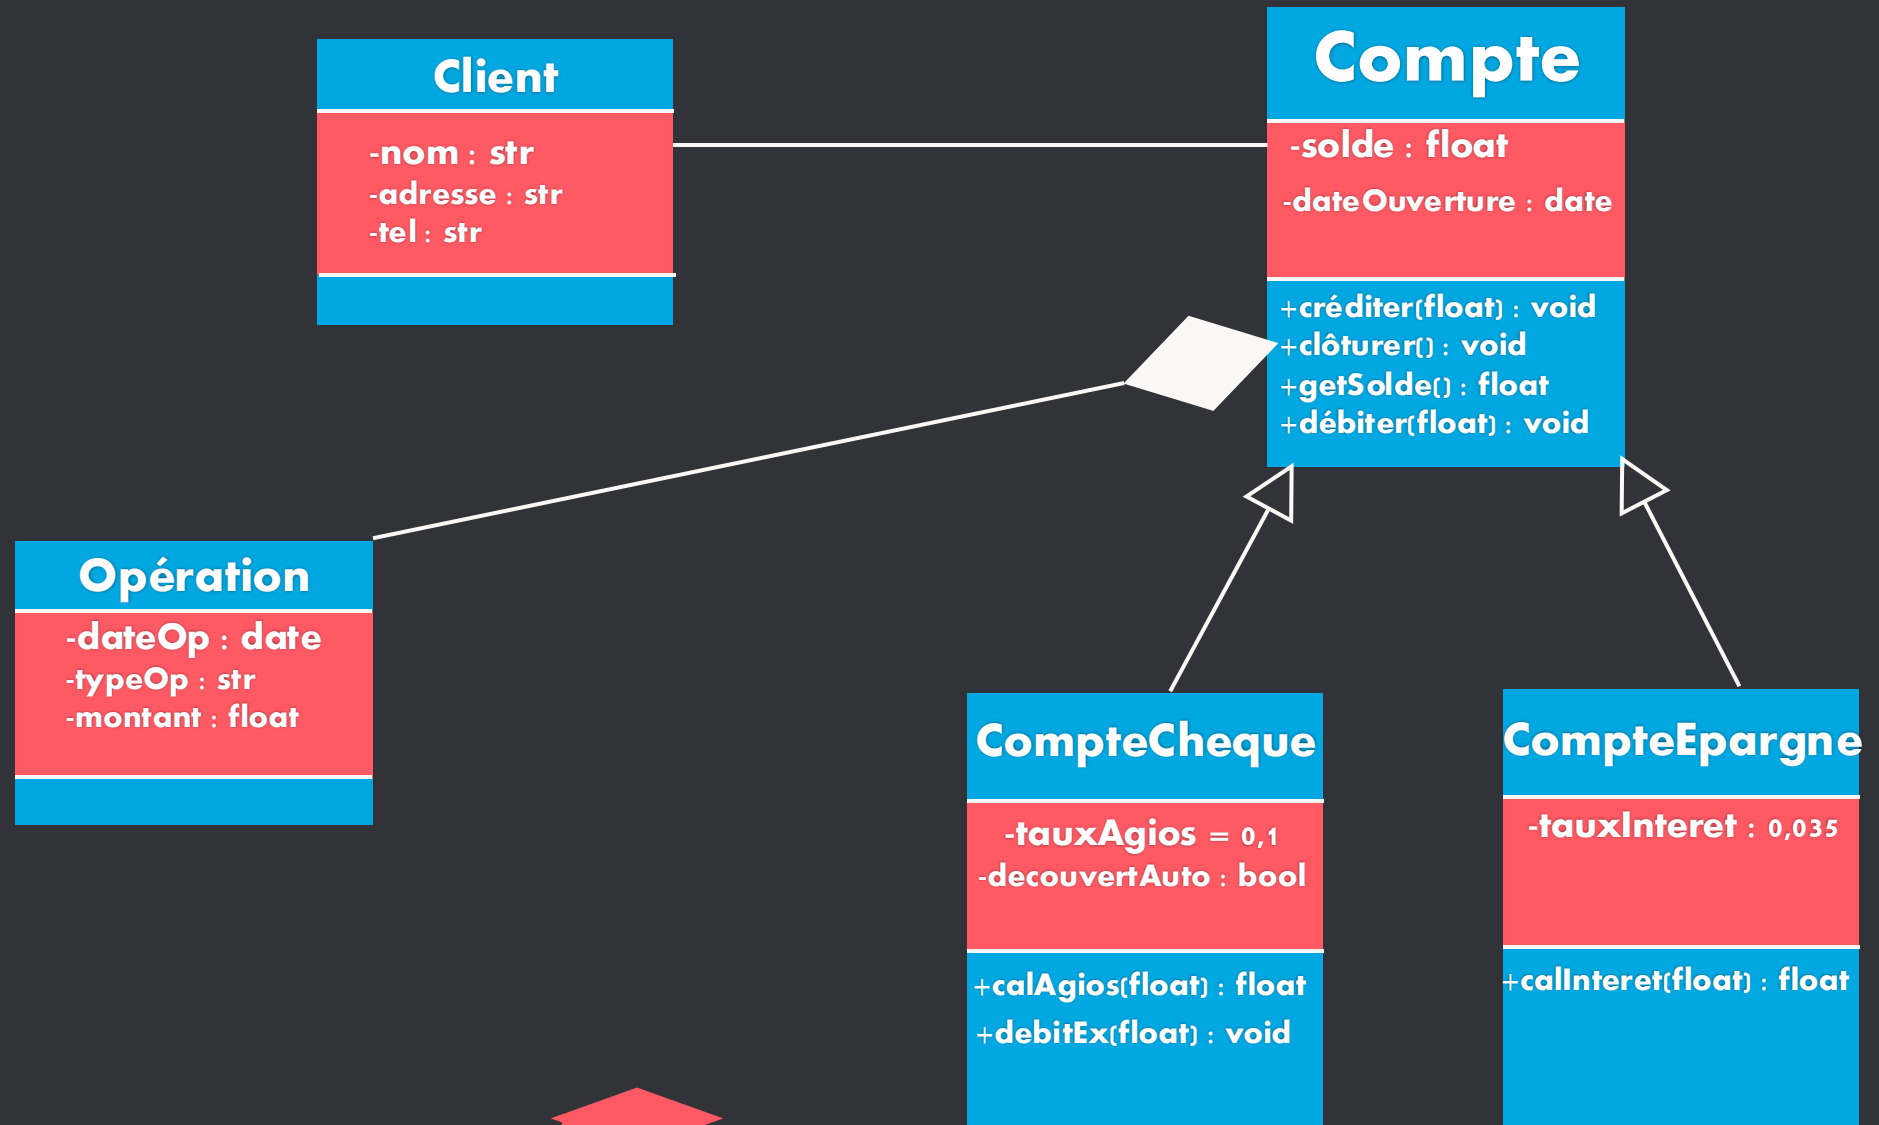 Client
-nom : str
-adresse : str
-tel : str
Compte
-solde : float
-dateOuverture : date
+créditer(float) : void
+clôturer() : void
+getSolde() : float
+débiter(float) : void
Opération
-dateOp : date
-typeOp : str
-montant : float
CompteCheque
-tauxAgios = 0,1
-decouvertAuto : bool
+calAgios(float) : float
+debitEx(float) : void
CompteEpargne
-tauxInteret : 0,035
+calInteret(float) : float